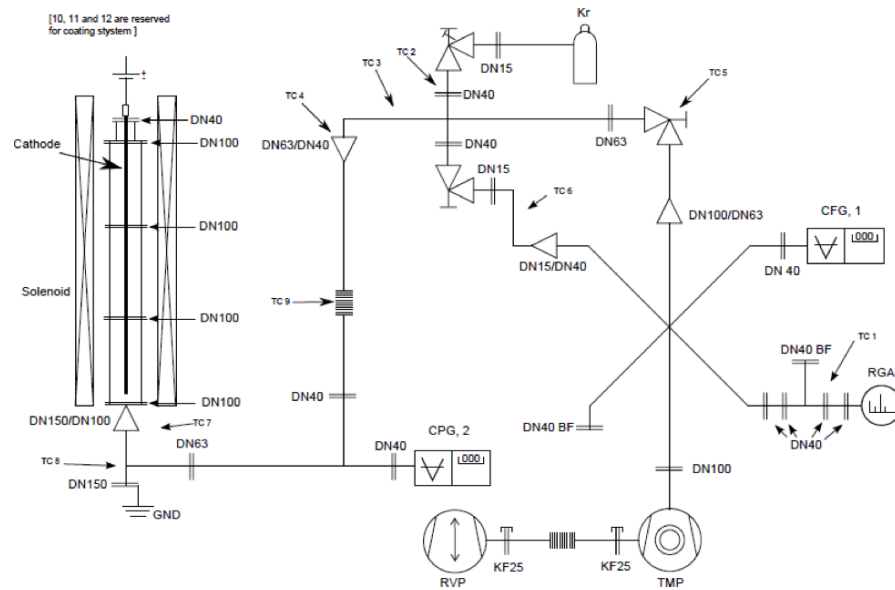 [10, 11 and 12 are reserved
for coating stystem ]
Kr
±
TC 2
TC 3
DN15
TC 4
TC 5
DN40
DN40
Cathode
DN100
DN63/DN40
DN40
DN63
DN15
TC 6
DN100/DN63
CFG, 1
000
DN100
DN15/DN40
DN 40
Solenoid
TC 9
DN100
DN40 BF
TC 1
RGA
DN40
DN100
DN150/DN100
TC 7
DN40 BF
DN40
CPG, 2
000
DN63
DN40
TC 8
DN100
DN150
GND
KF25
KF25
RVP
TMP